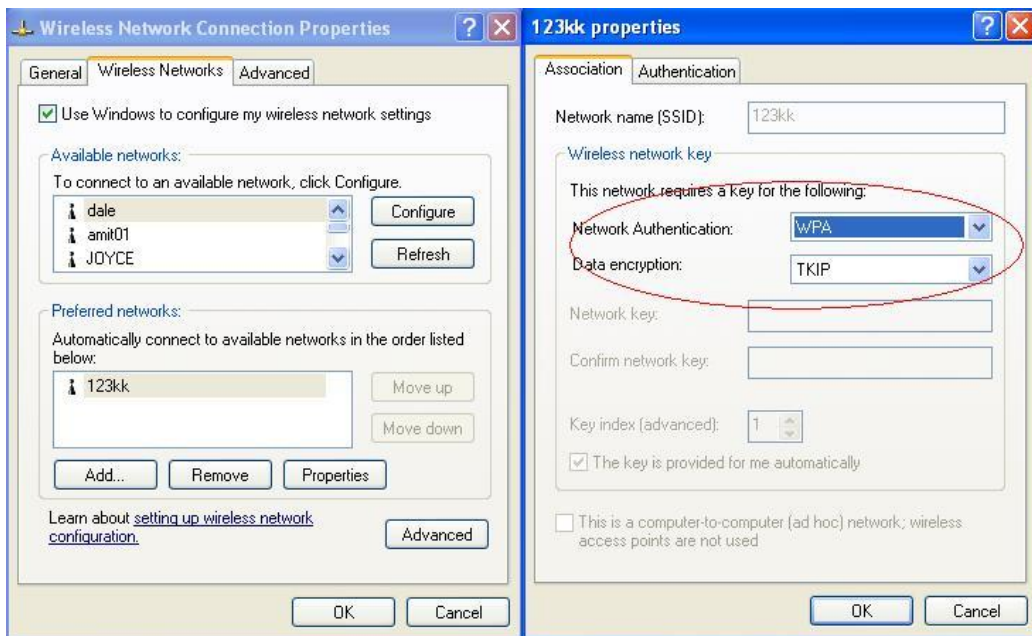 Wireless Network Connection Properties
General
Wireless Networks
Advanced
Use Windows to configure my wireless network settings
Available networks:
To connect to an available network, click Configure.
dale
amit01
JOYCE
Configure
Refresh
Preferred networks:
Automatically connect to available networks in the order listed
below:
123kk
Move up
Move down
Add...
Remove
Properties
Learn about setting up wireless network
configuration.
Advanced
OK
Cancel
123kk properties
Association
Authentication
Network name (SSID):
123kk
Wireless network key
This network requires a key for the following:
Network Authentication:
WPA
Data encryption:
TKIP
Network key:
Confirm network key:
Key index (advanced):
1
The key is provided for me automatically
This is a computer-to-computer (ad hoc) network; wireless
access points are not used
OK
Cancel